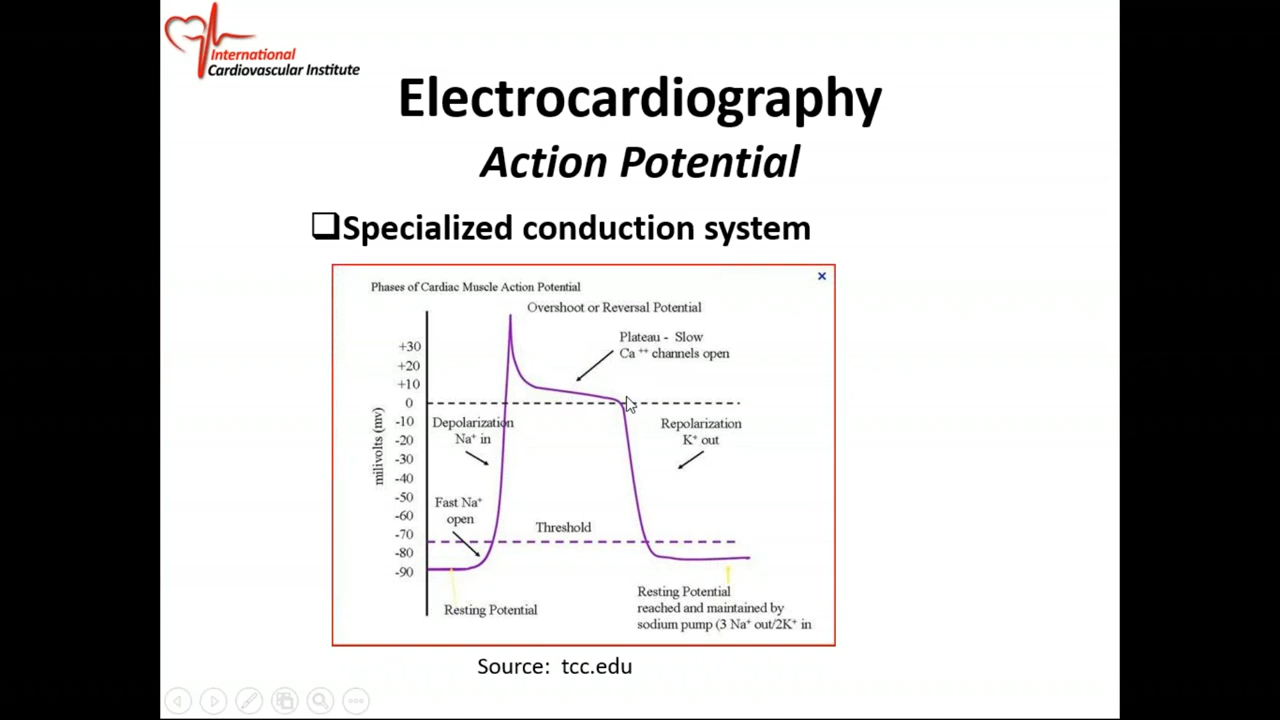 International
Cardiovascular Institute
Electrocardiography
Action Potential
Specialized conduction system
Phases of Cardiac Muscle Action Potential
Overshoot or Reversal Potential
Plateau - Slow
Ca ⁺⁺ channels open
+30
+20
+10
0
-10
-20
-30
-40
-50
-60
-70
-80
-90
milivolts (mv)
Depolarization
Na⁺ in
Repolarization
K⁺ out
Fast Na⁺
open
Threshold
Resting Potential
Resting Potential
reached and maintained by
sodium pump (3 Na⁺ out/2K⁺ in
Source: tcc.edu